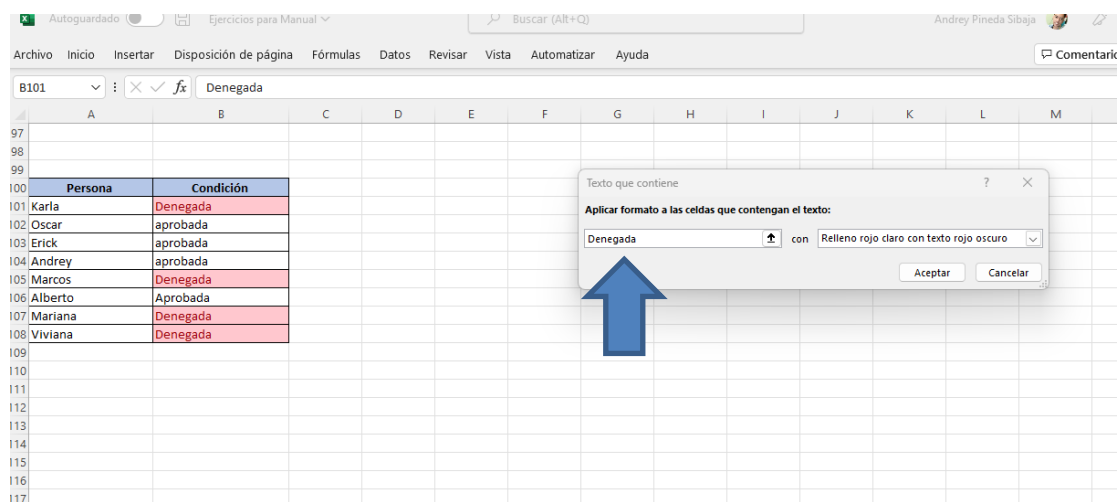 Autoguardado Ejercicios para Manual Buscar (Alt+Q) Andrey Pineda Sibaja
Archivo Inicio Insertar Disposición de página Fórmulas Datos Revisar Vista Automatizar Ayuda
B101 fx Denegada
A B C D E F G H I J K L M
97
98
99
100 Persona Condición
101 Karla Denegada
102 Oscar aprobada
103 Erick aprobada
104 Andrey aprobada
105 Marcos Denegada
106 Alberto Aprobada
107 Mariana Denegada
108 Viviana Denegada
109
110
111
112
113
114
115
116
117
Texto que contiene ? ×
Aplicar formato a las celdas que contengan el texto:
Denegada con Relleno rojo claro con texto rojo oscuro
Aceptar Cancelar